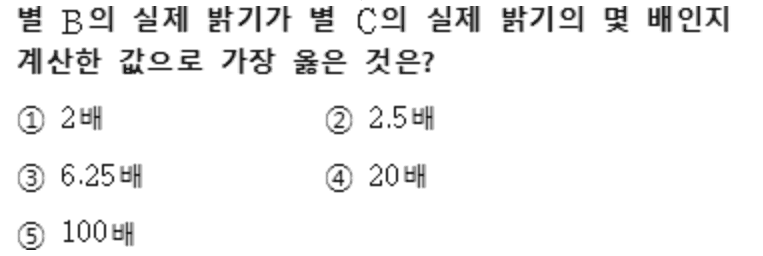 별 B의 실제 밝기가 별 C의 실제 밝기의 몇 배인지
계산한 값으로 가장 옳은 것은?
① 2배 ② 2.5배
③ 6.25배 ④ 20배
⑤ 100배